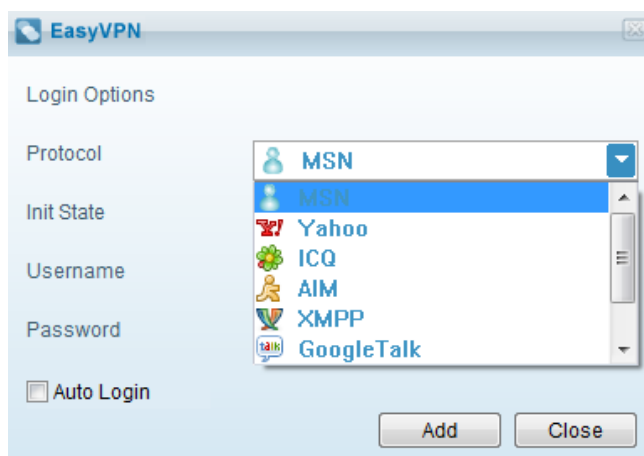 EasyVPN
Login Options
Protocol
MSN
MSN
Yahoo
ICQ
AIM
XMPP
talk GoogleTalk
Init State
Username
Password
Auto Login
Add
Close